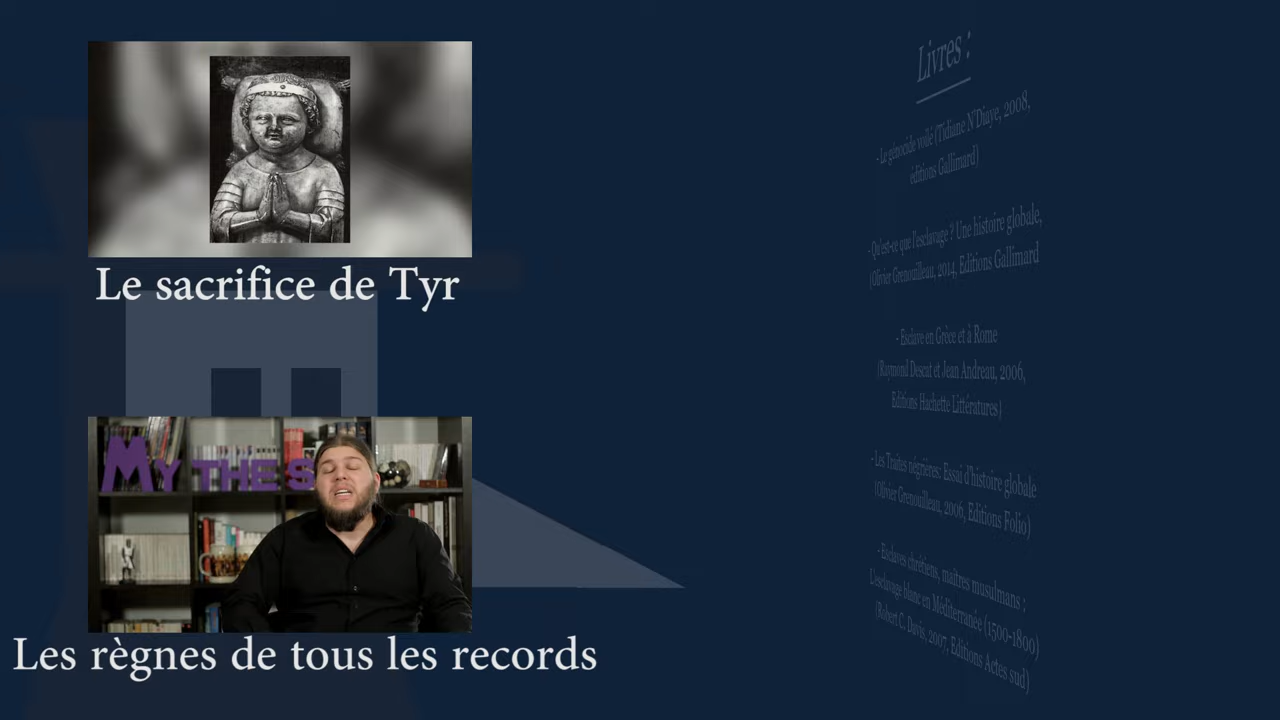 Le sacrifice de Tyr
MY THE S
Les règnes de tous les records
Livres :
- Le génocide voilé (Tidiane N'Diaye, 2008,
éditions Gallimard)
- Qu'est-ce que l'esclavage ? Une histoire globale,
(Olivier Grenouilleau, 2014, Editions Gallimard
- Esclave en Grèce et à Rome
(Raymond Descat et Jean Andreau, 2006,
Editions Hachette Littératures)
- Les Traites négrières: Essai d'histoire globale
(Olivier Grenouilleau, 2006, Editions Folio)
- Esclaves chrétiens, maîtres musulmans :
L'esclavage blanc en Méditerranée (1500-1800)
(Robert C. Davis, 2007, Editions Actes sud)